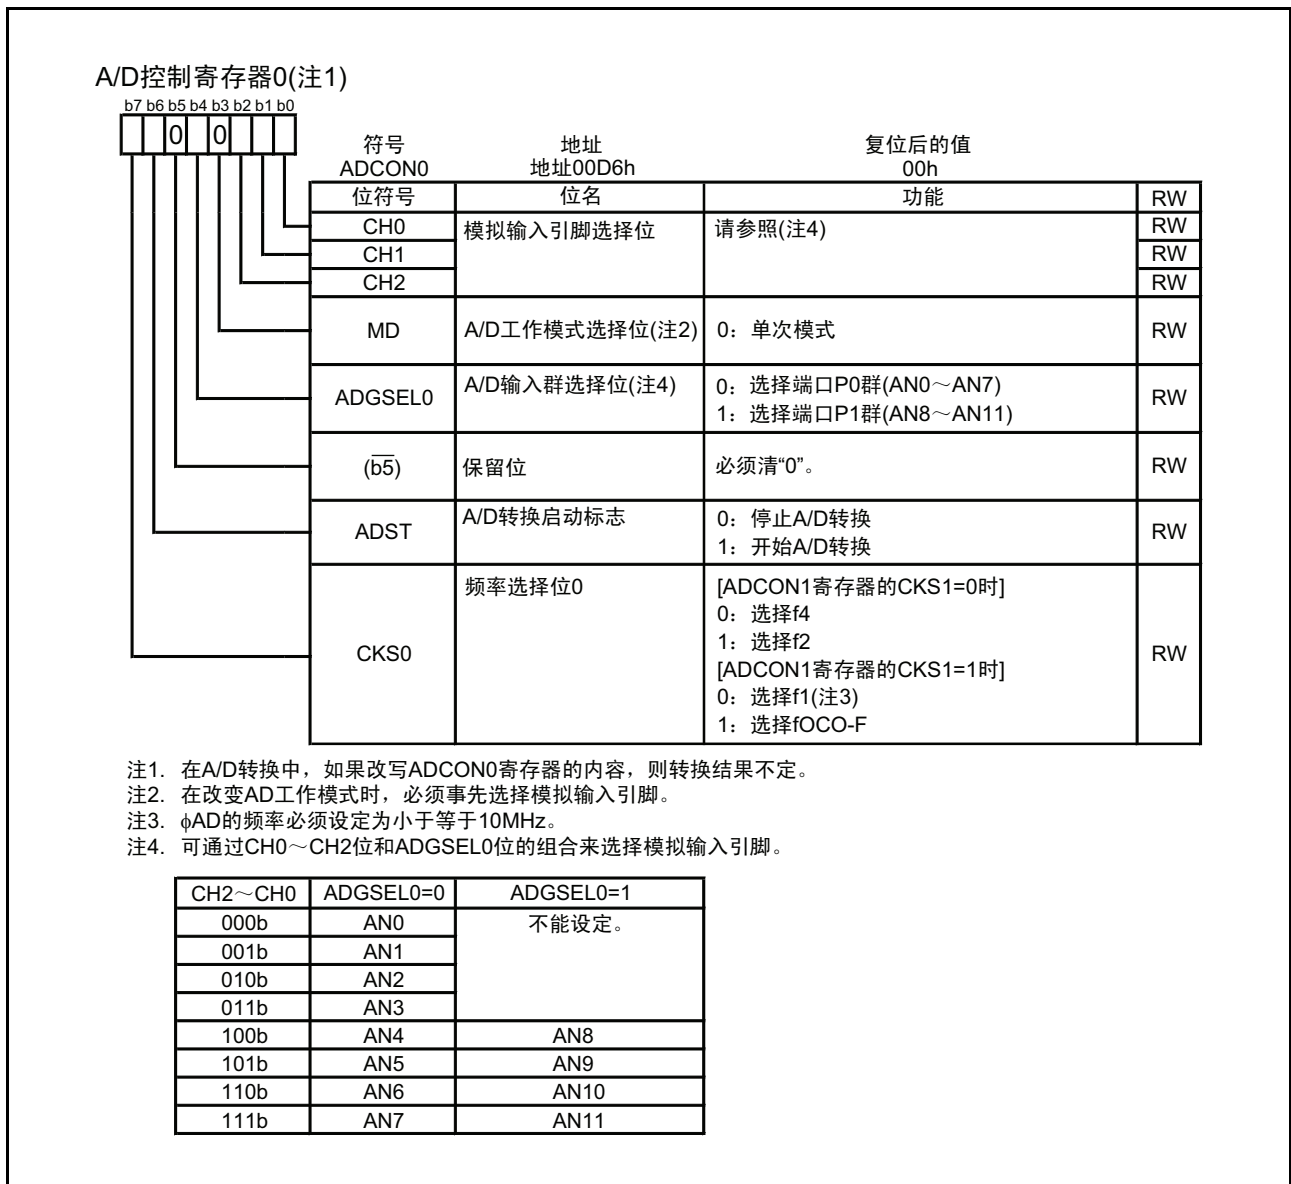 A/D控制寄存器0(注1)
b7 b6 b5 b4 b3 b2 b1 b0
0 0
符号 地址 复位后的值
ADCON0 地址00D6h 00h
位符号 位名 功能 RW
CH0 模拟输入引脚选择位 请参照(注4) RW
CH1 RW
CH2 RW
MD A/D工作模式选择位(注2) 0：单次模式 RW
ADGSEL0 A/D输入群选择位(注4) 0：选择端口P0群(AN0～AN7) RW
1：选择端口P1群(AN8～AN11)
(b5) 保留位 必须清“0”。 RW
ADST A/D转换启动标志 0：停止A/D转换 RW
1：开始A/D转换
CKS0 频率选择位0 [ADCON1寄存器的CKS1=0时] RW
0：选择f4
1：选择f2
[ADCON1寄存器的CKS1=1时]
0：选择f1(注3)
1：选择fOCO-F
注1. 在A/D转换中，如果改写ADCON0寄存器的内容，则转换结果不定。
注2. 在改变AD工作模式时，必须事先选择模拟输入引脚。
注3. ϕAD的频率必须设定为小于等于10MHz。
注4. 可通过CH0～CH2位和ADGSEL0位的组合来选择模拟输入引脚。
CH2～CH0 ADGSEL0=0 ADGSEL0=1
000b AN0 不能设定。
001b AN1
010b AN2
011b AN3
100b AN4 AN8
101b AN5 AN9
110b AN6 AN10
111b AN7 AN11